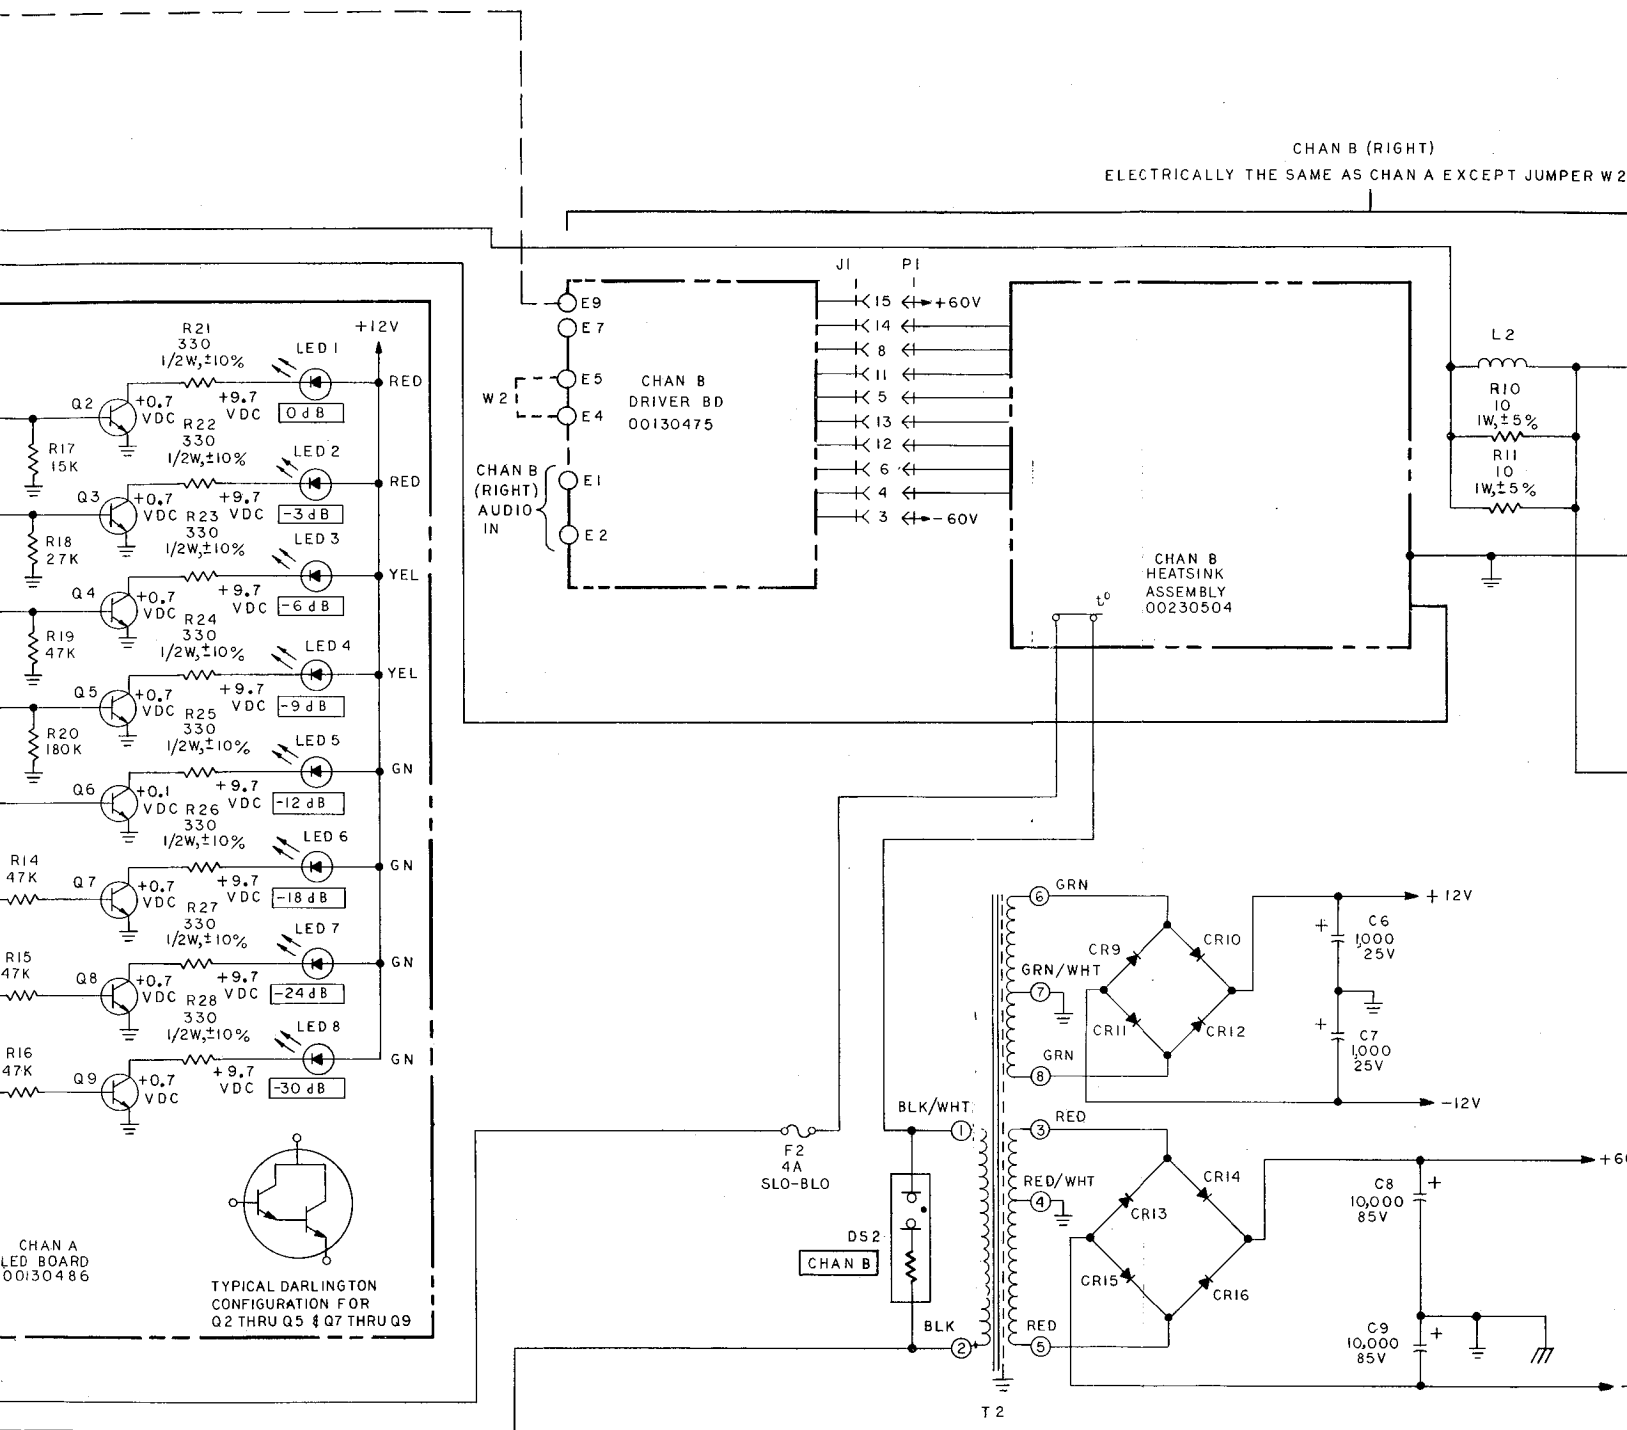 CHAN B (RIGHT)
ELECTRICALLY THE SAME AS CHAN A EXCEPT JUMPER W2
J1 P1
E9
E7
E5
E4
W2
CHAN B
DRIVER BD
00130475
CHAN B
(RIGHT)
AUDIO
IN
E1
E2
15 +60V
14
8
11
5
13
12
6
4
3 -60V
CHAN B
HEATSINK
ASSEMBLY
00230504
t°
L2
R10
10
1W,±5%
R11
10
1W,±5%
+12V
R21
330
1/2W,±10%
LED 1
RED
Q2
+0.7
VDC
+9.7
VDC
0 dB
R17
15K
R22
330
1/2W,±10%
LED 2
RED
Q3
+0.7
VDC
+9.7
VDC
-3 dB
R18
27K
R23
330
1/2W,±10%
LED 3
YEL
Q4
+0.7
VDC
+9.7
VDC
-6 dB
R19
47K
R24
330
1/2W,±10%
LED 4
YEL
Q5
+0.7
VDC
+9.7
VDC
-9 dB
R20
180K
R25
330
1/2W,±10%
LED 5
GN
Q6
+0.1
VDC
+9.7
VDC
-12 dB
R26
330
1/2W,±10%
LED 6
GN
R14
47K
Q7
+0.7
VDC
+9.7
VDC
-18 dB
R27
330
1/2W,±10%
LED 7
GN
R15
47K
Q8
+0.7
VDC
+9.7
VDC
-24 dB
R28
330
1/2W,±10%
LED 8
GN
R16
47K
Q9
+0.7
VDC
+9.7
VDC
-30 dB
CHAN A
LED BOARD
00130486
TYPICAL DARLINGTON
CONFIGURATION FOR
Q2 THRU Q5 & Q7 THRU Q9
F2
4A
SLO-BLO
DS2
CHAN B
BLK/WHT
1
BLK
2
T2
6 GRN
GRN/WHT
7
GRN
8
3 RED
RED/WHT
4
RED
5
CR9
CR10
CR11
CR12
+12V
C6
1,000
25V
+
C7
1,000
25V
+
-12V
CR13
CR14
CR15
CR16
+60
C8
10,000
85V
+
C9
10,000
85V
+
-